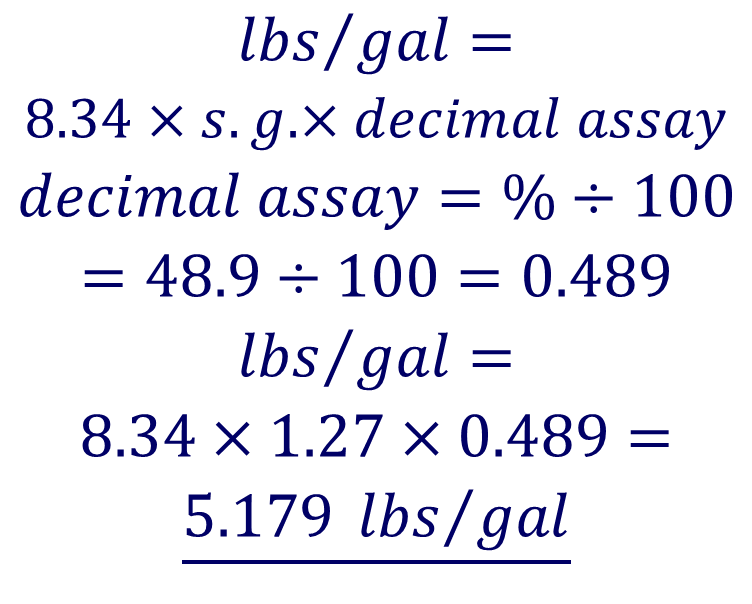 lbs/gal =
8.34 × s.g.× decimal assay
decimal assay = % ÷ 100
= 48.9 ÷ 100 = 0.489
lbs/gal =
8.34 × 1.27 × 0.489 =
5.179 lbs/gal